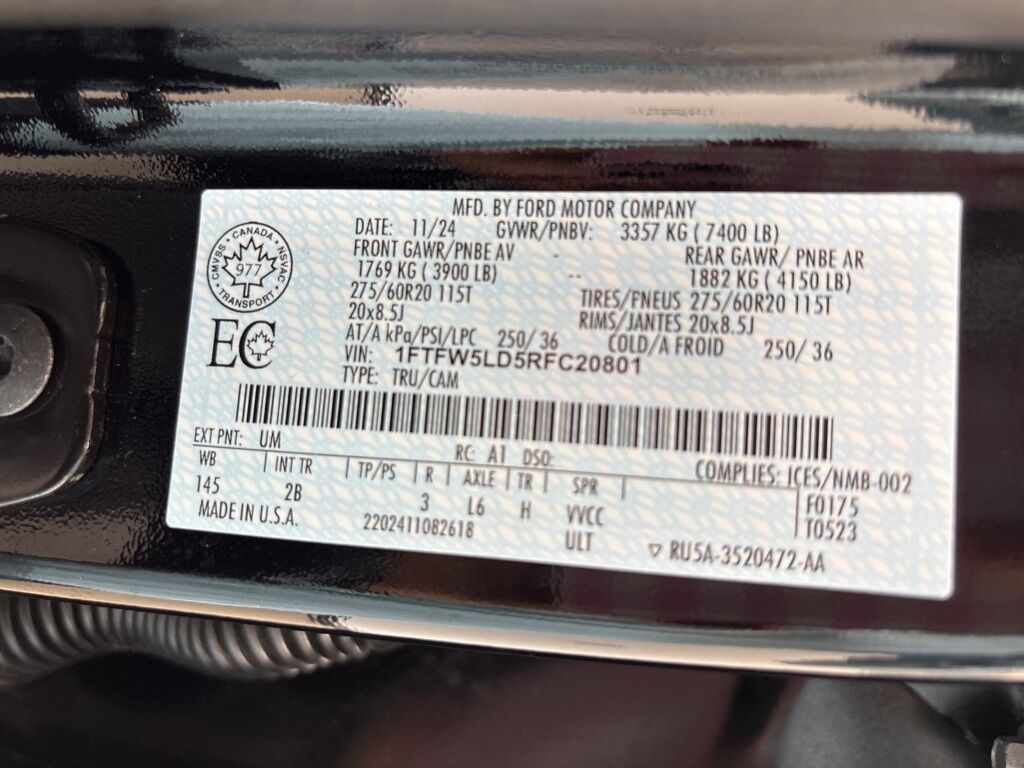 MFD. BY FORD MOTOR COMPANY
DATE: 11/24 GVWR/PNBV: 3357 KG ( 7400 LB)
FRONT GAWR/PNBE AV REAR GAWR/ PNBE AR
1769 KG ( 3900 LB) -- 1882 KG ( 4150 LB)
275/60R20 115T TIRES/PNEUS 275/60R20 115T
20x8.5J RIMS/JANTES 20x8.5J
AT/A kPa/PSI/LPC 250/ 36 COLD/A FROID 250/ 36
VIN: 1FTFW5LD5RFC20801
TYPE: TRU/CAM
CMVSS · CANADA · NSVAC · TRANSPORT ·
977
EC
EXT PNT: UM RC: A1 DSO: COMPLIES: ICES/NMB-002
WB INT TR TP/PS R AXLE TR SPR F0175
145 2B 3 L6 H VVCC T0523
MADE IN U.S.A. 2202411082618 ULT ▽ RU5A-3520472-AA